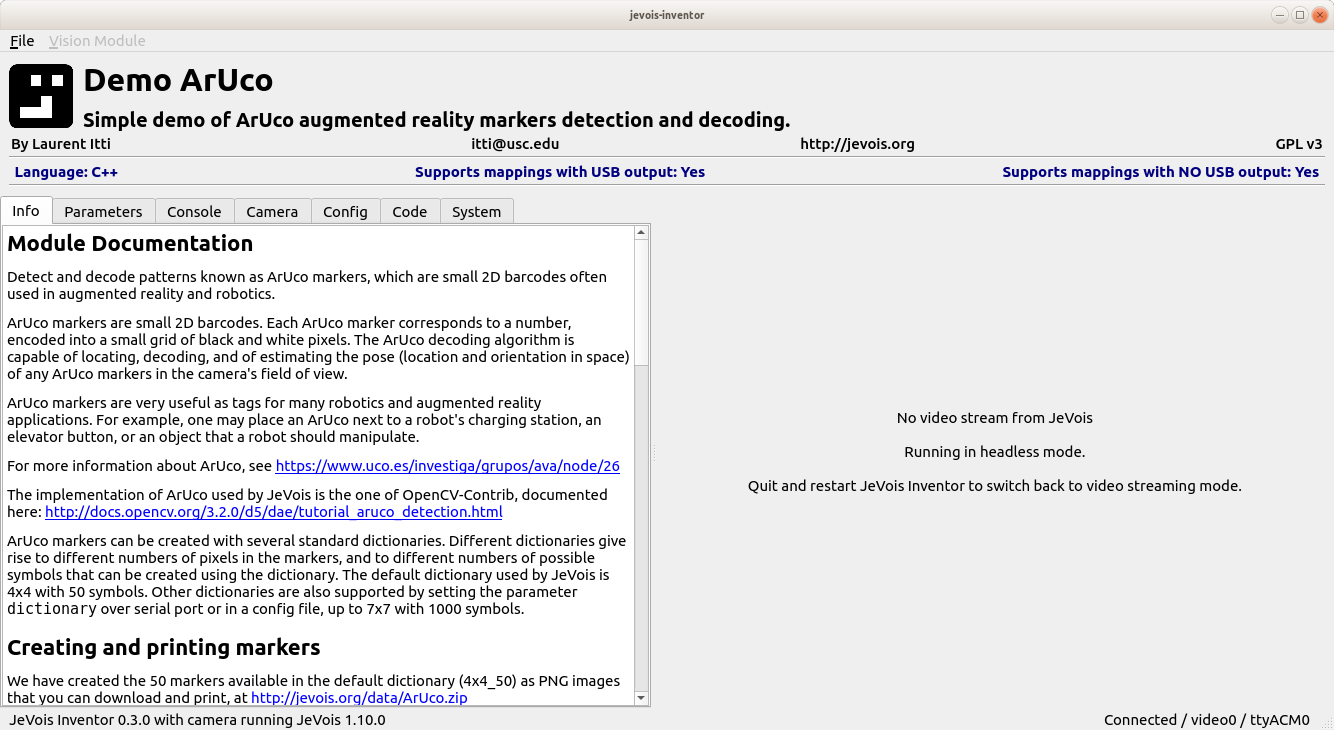 jevois-inventor
File Vision Module
Demo ArUco
Simple demo of ArUco augmented reality markers detection and decoding.
By Laurent Itti itti@usc.edu http://jevois.org GPL v3
Language: C++ Supports mappings with USB output: Yes Supports mappings with NO USB output: Yes
Info Parameters Console Camera Config Code System
Module Documentation
Detect and decode patterns known as ArUco markers, which are small 2D barcodes often
used in augmented reality and robotics.
ArUco markers are small 2D barcodes. Each ArUco marker corresponds to a number,
encoded into a small grid of black and white pixels. The ArUco decoding algorithm is
capable of locating, decoding, and of estimating the pose (location and orientation in space)
of any ArUco markers in the camera's field of view.
ArUco markers are very useful as tags for many robotics and augmented reality
applications. For example, one may place an ArUco next to a robot's charging station, an
elevator button, or an object that a robot should manipulate.
For more information about ArUco, see https://www.uco.es/investiga/grupos/ava/node/26
The implementation of ArUco used by JeVois is the one of OpenCV-Contrib, documented
here: http://docs.opencv.org/3.2.0/d5/dae/tutorial_aruco_detection.html
ArUco markers can be created with several standard dictionaries. Different dictionaries give
rise to different numbers of pixels in the markers, and to different numbers of possible
symbols that can be created using the dictionary. The default dictionary used by JeVois is
4x4 with 50 symbols. Other dictionaries are also supported by setting the parameter
dictionary over serial port or in a config file, up to 7x7 with 1000 symbols.
Creating and printing markers
We have created the 50 markers available in the default dictionary (4x4_50) as PNG images
that you can download and print, at http://jevois.org/data/ArUco.zip
No video stream from JeVois
Running in headless mode.
Quit and restart JeVois Inventor to switch back to video streaming mode.
JeVois Inventor 0.3.0 with camera running JeVois 1.10.0 Connected / video0 / ttyACM0